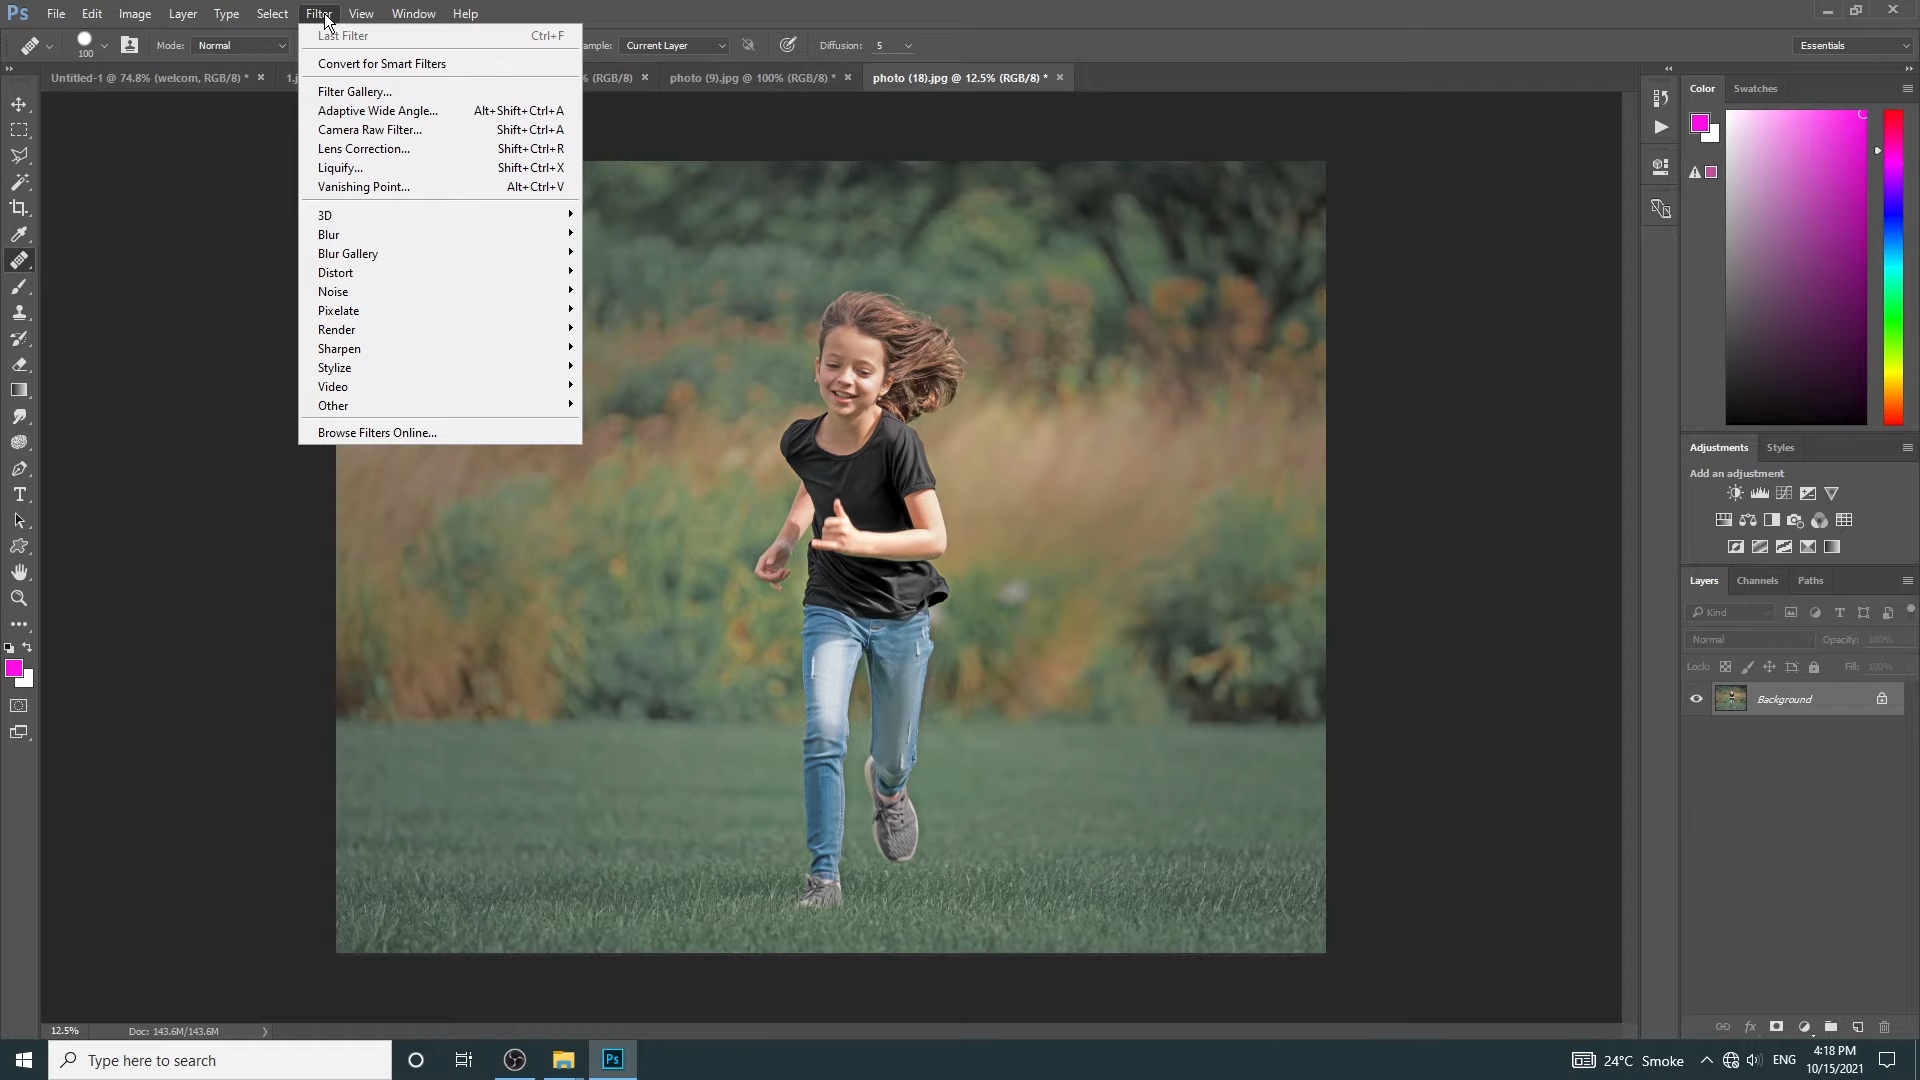 Ps File Edit Image Layer Type Select Filter View Window Help
100 Mode: Normal ample: Current Layer Diffusion: 5 Essentials
Untitled-1 @ 74.8% (welcom, RGB/8) * 1.j % (RGB/8) photo (9).jpg @ 100% (RGB/8) * photo (18).jpg @ 12.5% (RGB/8) *
Last Filter Ctrl+F
Convert for Smart Filters
Filter Gallery...
Adaptive Wide Angle... Alt+Shift+Ctrl+A
Camera Raw Filter... Shift+Ctrl+A
Lens Correction... Shift+Ctrl+R
Liquify... Shift+Ctrl+X
Vanishing Point... Alt+Ctrl+V
3D
Blur
Blur Gallery
Distort
Noise
Pixelate
Render
Sharpen
Stylize
Video
Other
Browse Filters Online...
Color Swatches
Adjustments Styles
Add an adjustment
Layers Channels Paths
Kind
Normal Opacity: 100%
Lock: Fill: 100%
Background
12.5% Doc: 143.6M/143.6M
Type here to search
Ps
24°C Smoke ENG
4:18 PM
10/15/2021